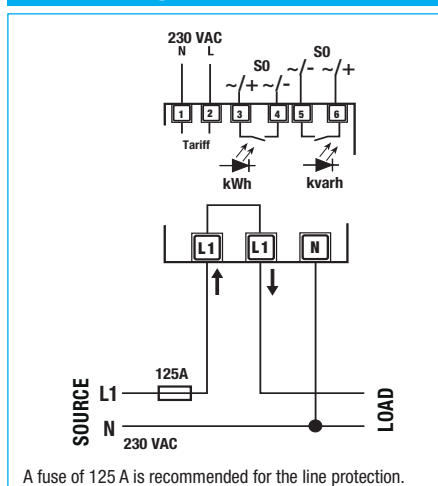 230 VAC
N L
S0 S0
~/+ ~/- ~/- ~/+
1 2 3 4 5 6
Tariff
kWh kvarh
L1 L1 N
125A
SOURCE
L1
N
230 VAC
LOAD
A fuse of 125 A is recommended for the line protection.